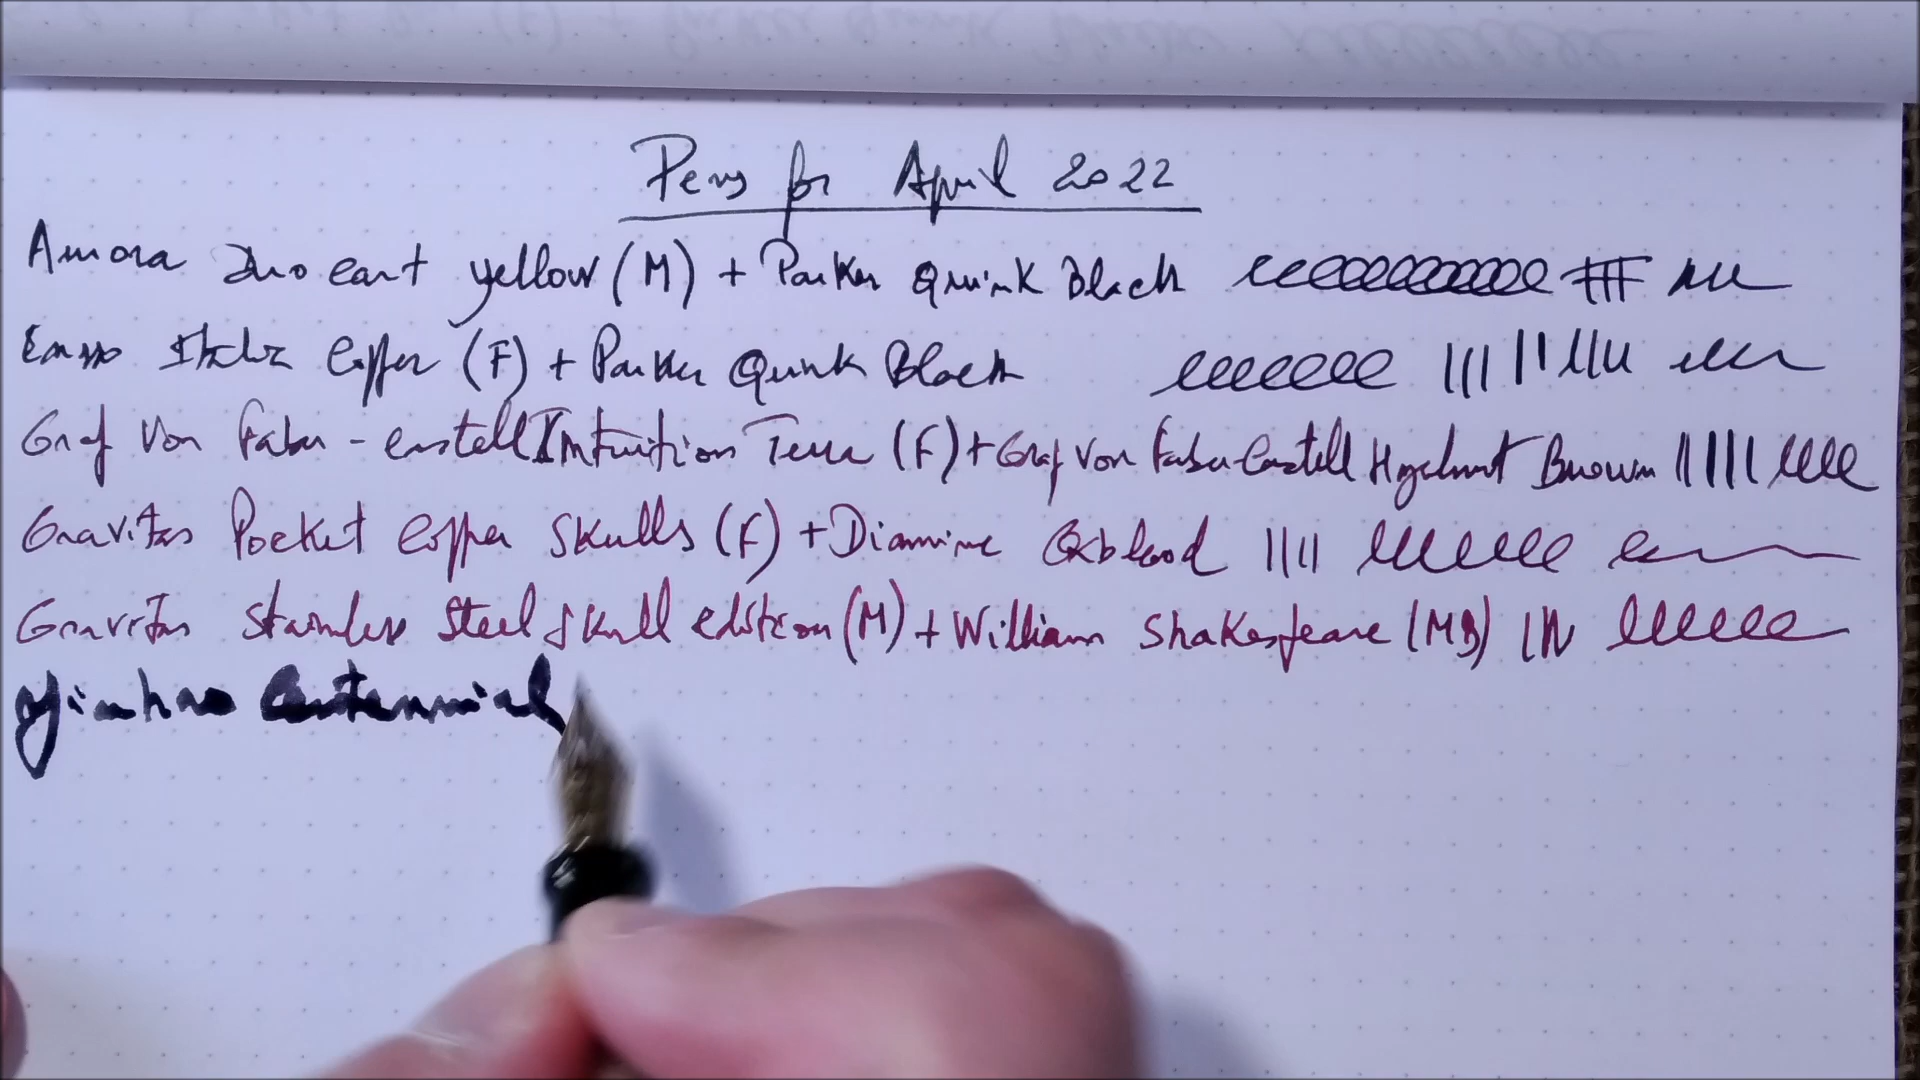 Pens for April 2022
Aurora Duo cart yellow (M) + Parker Quink Black
Ensso Italia Copper (F) + Parker Quink Black
Graf Von Faber-Castell Intuition Terra (F) + Graf Von Faber-Castell Hazelnut Brown
Gravitas Pocket Copper Skulls (F) + Diamine Oxblood
Gravitas Stainless Steel Skull edition (M) + William Shakespeare (MB)
Jinhao Centennial